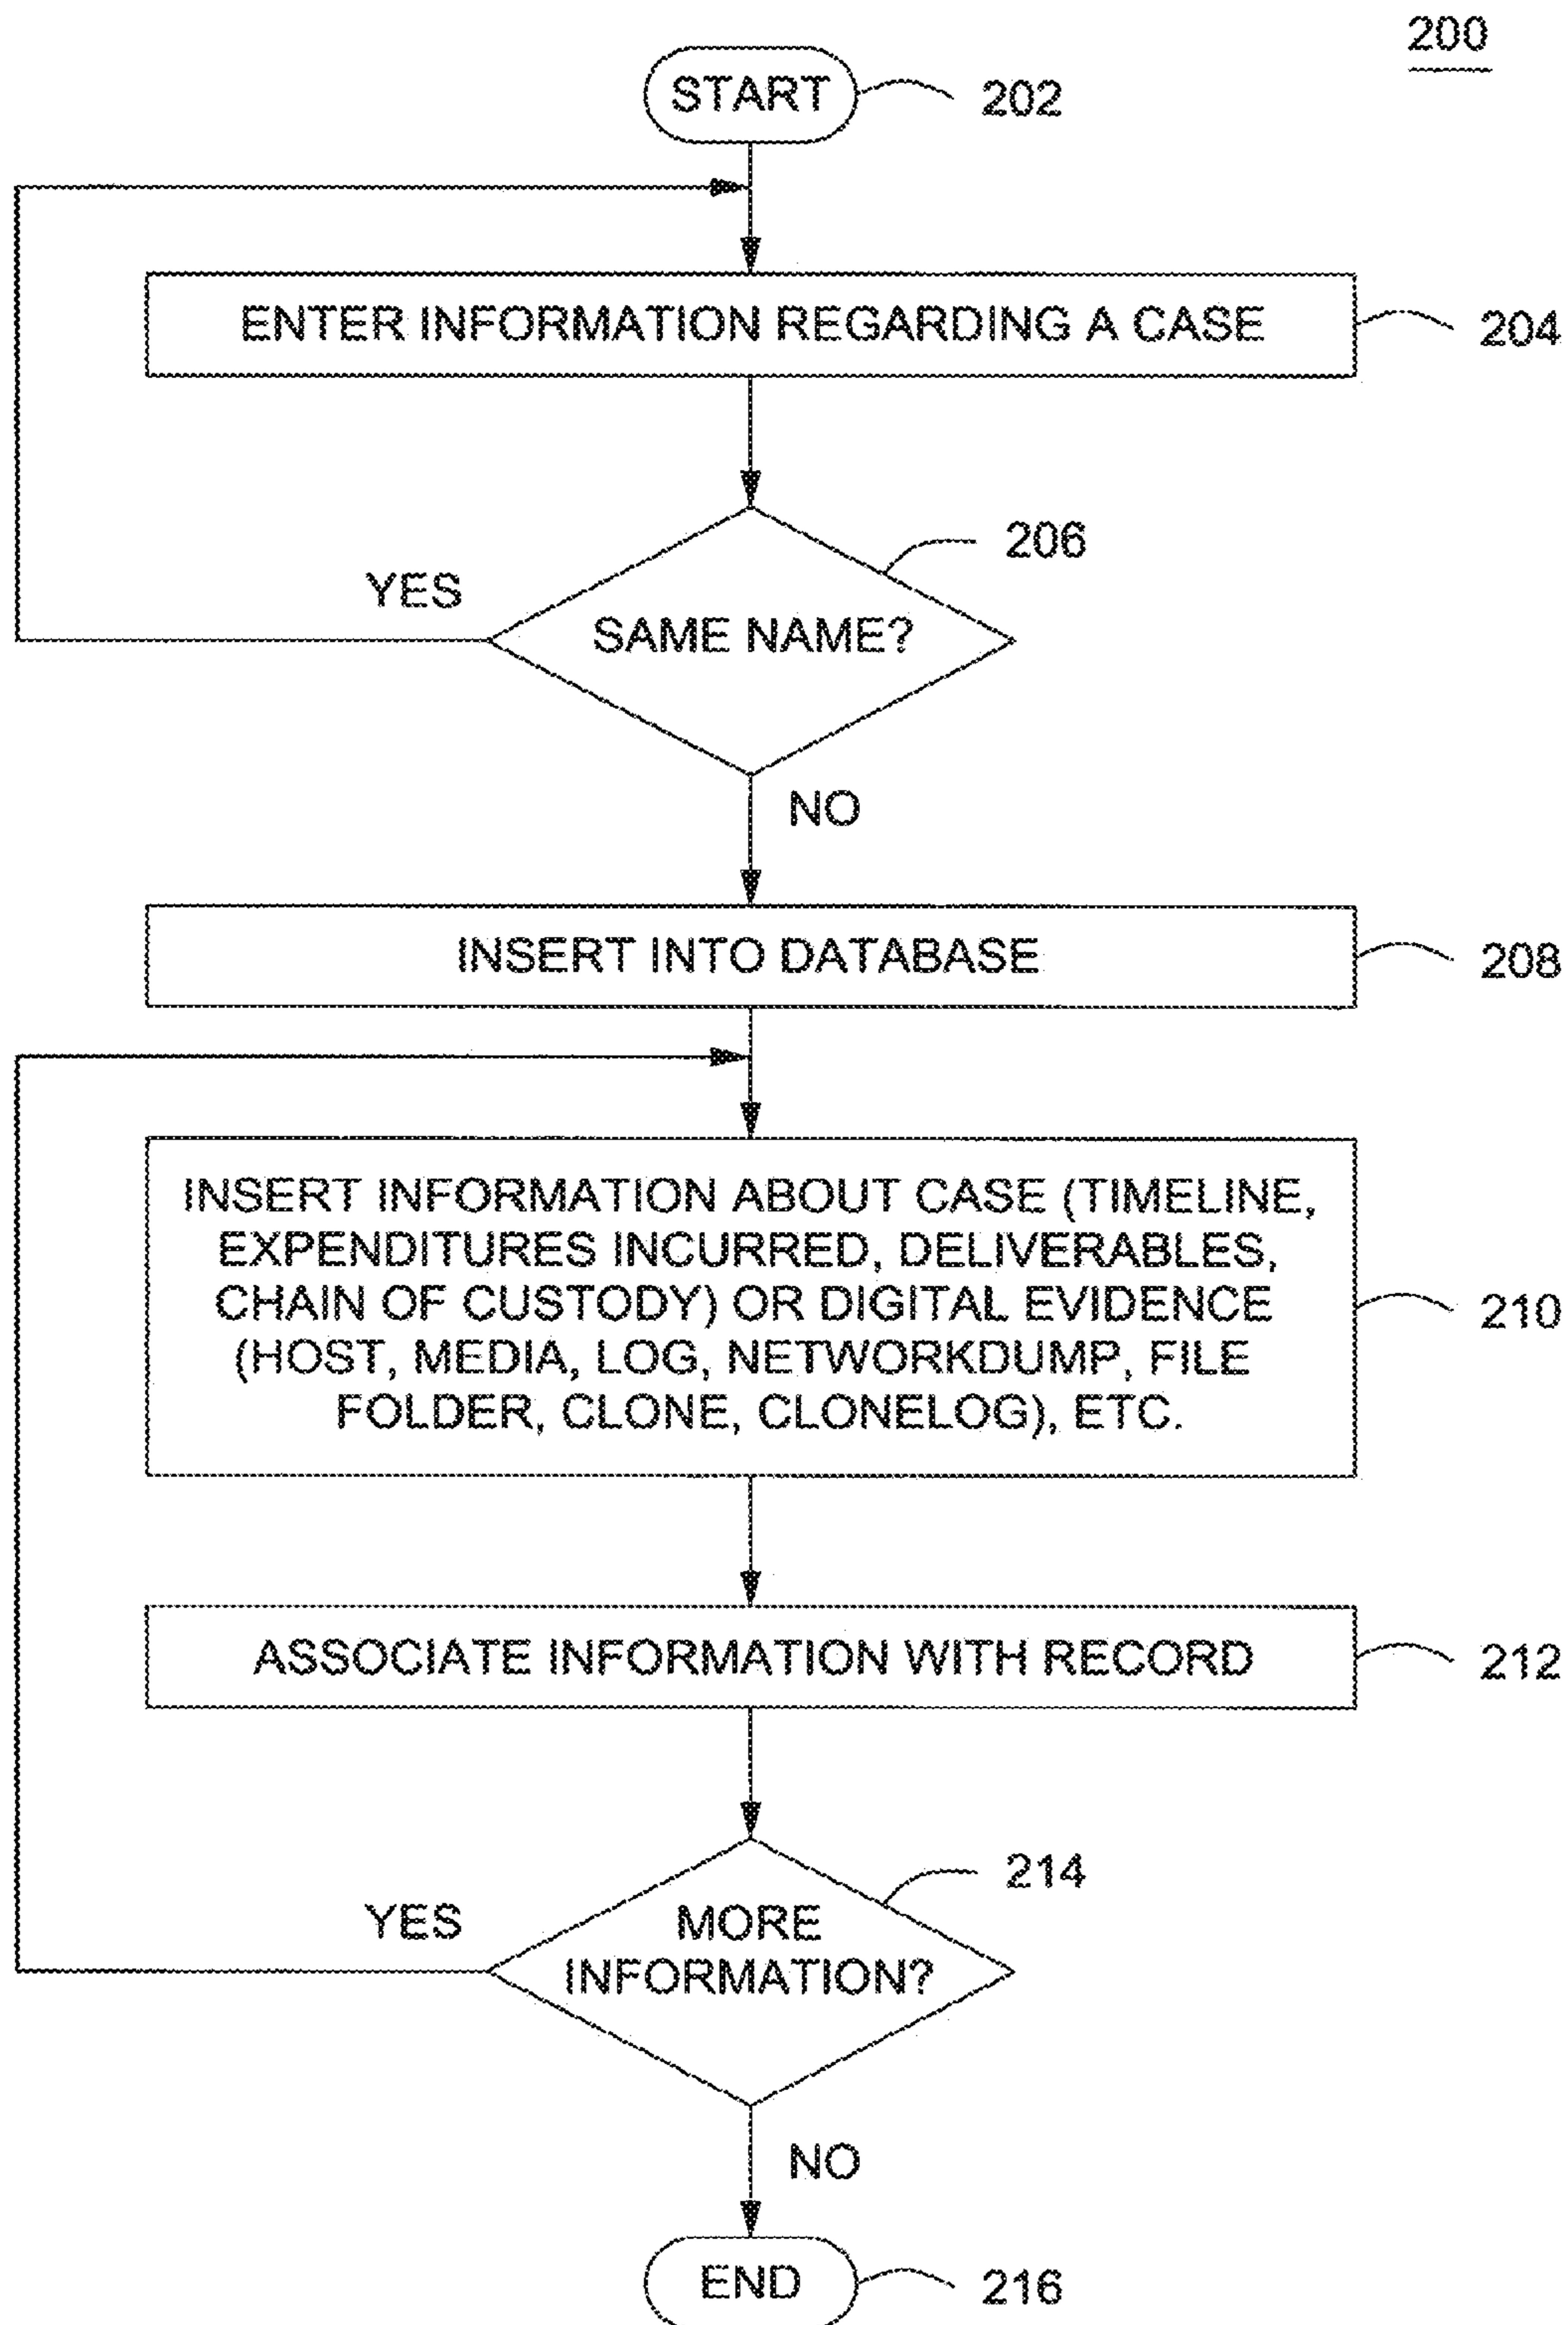 200
START
202
ENTER INFORMATION REGARDING A CASE
204
206
YES
SAME NAME?
NO
INSERT INTO DATABASE
208
INSERT INFORMATION ABOUT CASE (TIMELINE,
EXPENDITURES INCURRED, DELIVERABLES,
CHAIN OF CUSTODY) OR DIGITAL EVIDENCE
(HOST, MEDIA, LOG, NETWORKDUMP, FILE
FOLDER, CLONE, CLONELOG), ETC.
210
ASSOCIATE INFORMATION WITH RECORD
212
214
YES
MORE
INFORMATION?
NO
END
216